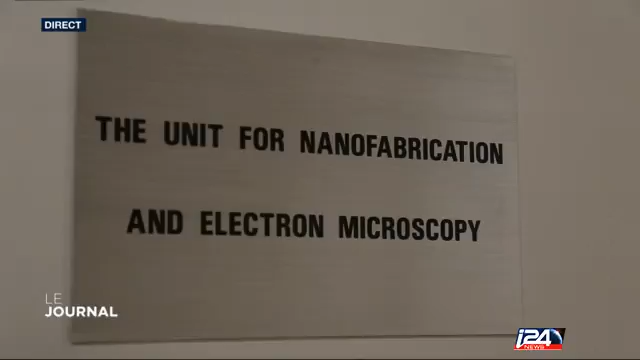 DIRECT
THE UNIT FOR NANOFABRICATION
AND ELECTRON MICROSCOPY
LE
JOURNAL
i24
NEWS